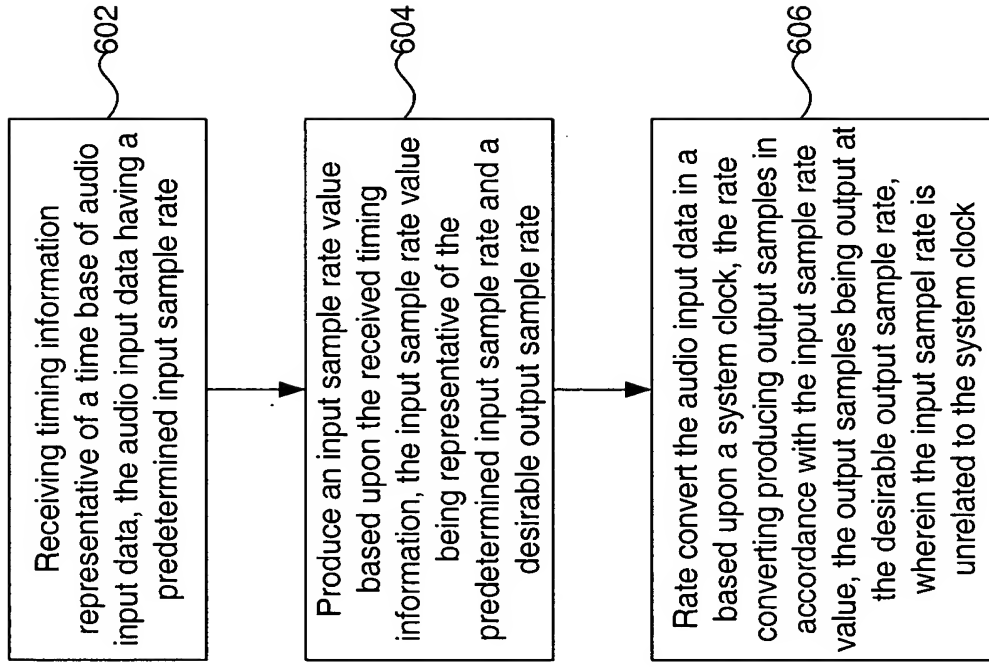 Receiving timing information
representative of a time base of audio
input data, the audio input data having a
predetermined input sample rate
602
Produce an input sample rate value
based upon the received timing
information, the input sample rate value
being representative of the
predetermined input sample rate and a
desirable output sample rate
604
Rate convert the audio input data in a
based upon a system clock, the rate
converting producing output samples in
accordance with the input sample rate
value, the output samples being output at
the desirable output sample rate,
wherein the input sampel rate is
unrelated to the system clock
606